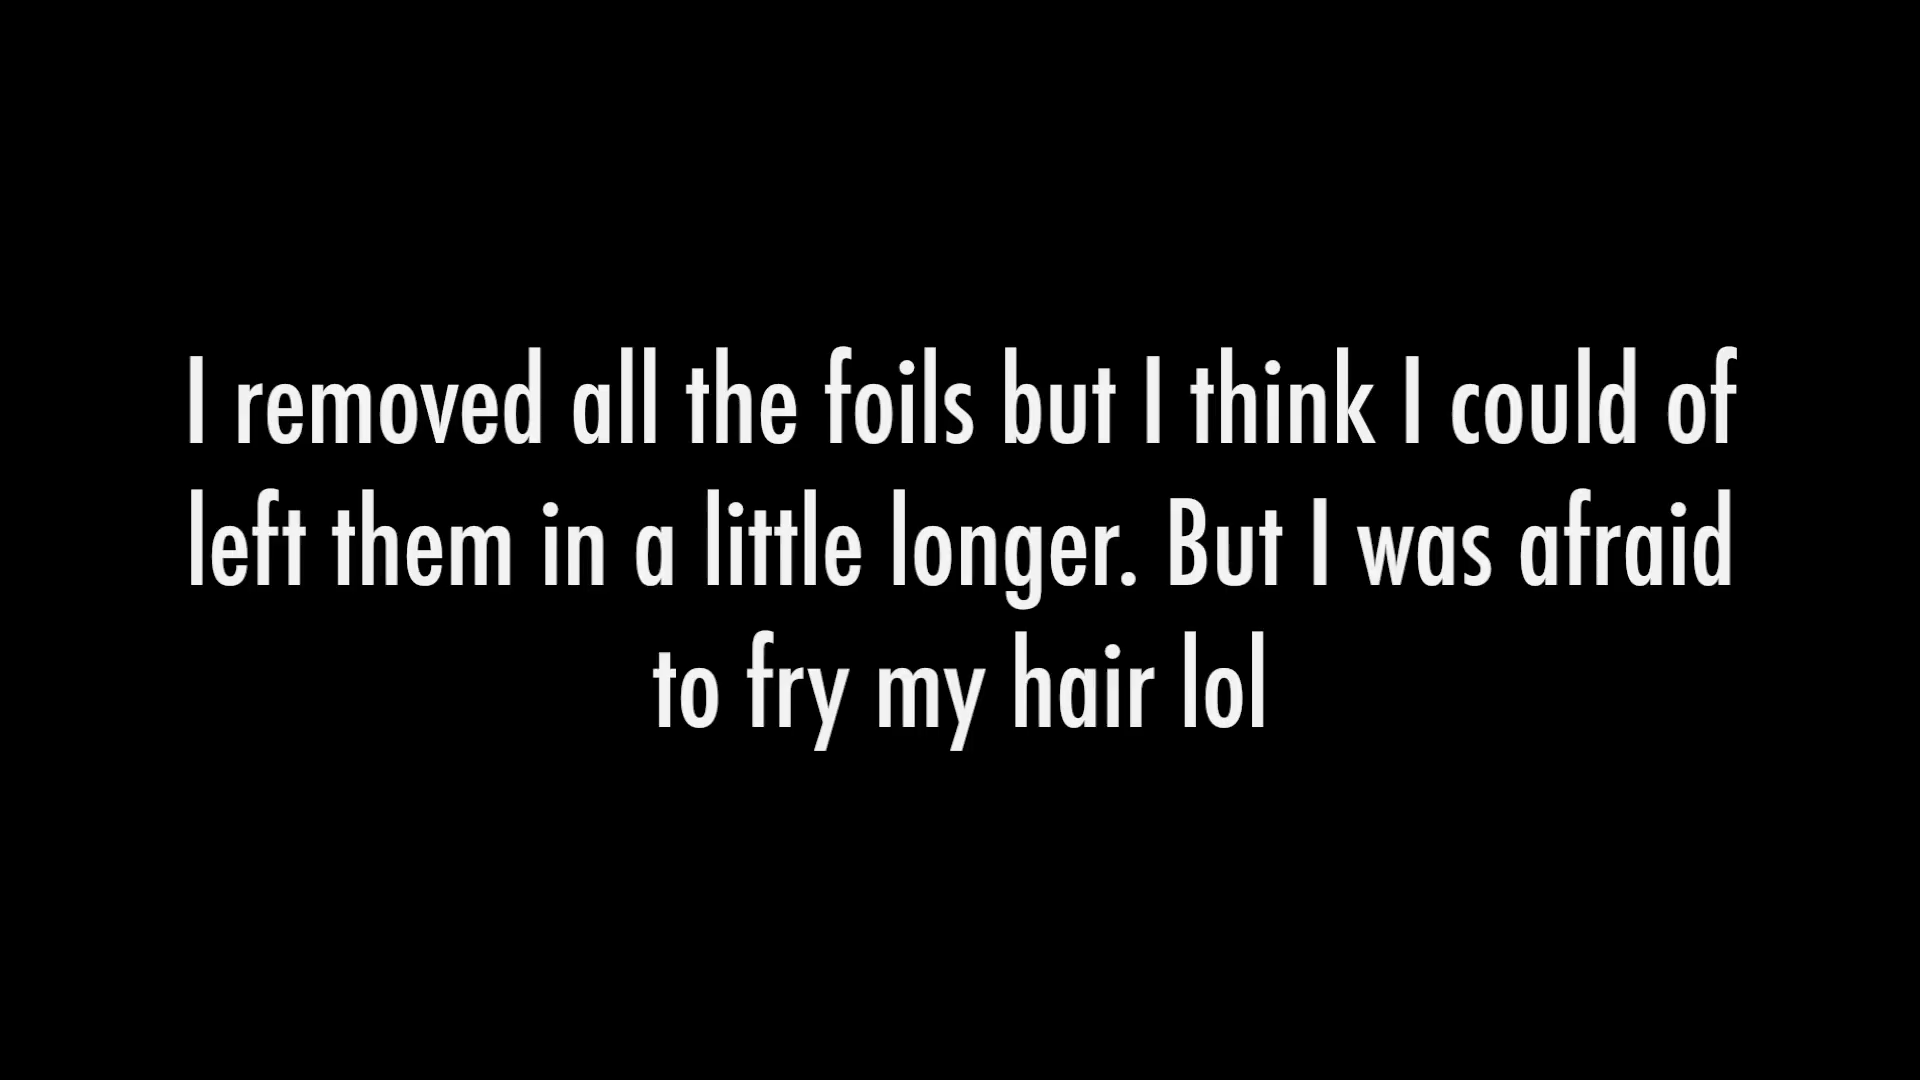 I removed all the foils but I think I could of
left them in a little longer. But I was afraid
to fry my hair lol